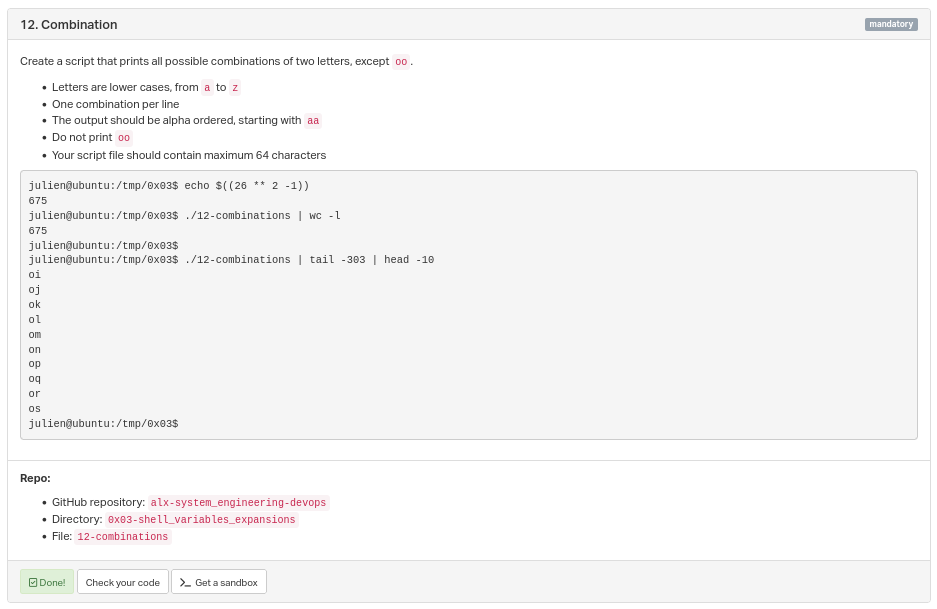 12. Combination
mandatory
Create a script that prints all possible combinations of two letters, except oo.
Letters are lower cases, from a to z
One combination per line
The output should be alpha ordered, starting with aa
Do not print oo
Your script file should contain maximum 64 characters
julien@ubuntu:/tmp/0x03$ echo $((26 ** 2 -1))
675
julien@ubuntu:/tmp/0x03$ ./12-combinations | wc -l
675
julien@ubuntu:/tmp/0x03$
julien@ubuntu:/tmp/0x03$ ./12-combinations | tail -303 | head -10
oi
oj
ok
ol
om
on
op
oq
or
os
julien@ubuntu:/tmp/0x03$
Repo:
GitHub repository: alx-system_engineering-devops
Directory: 0x03-shell_variables_expansions
File: 12-combinations
Done! Check your code >_ Get a sandbox